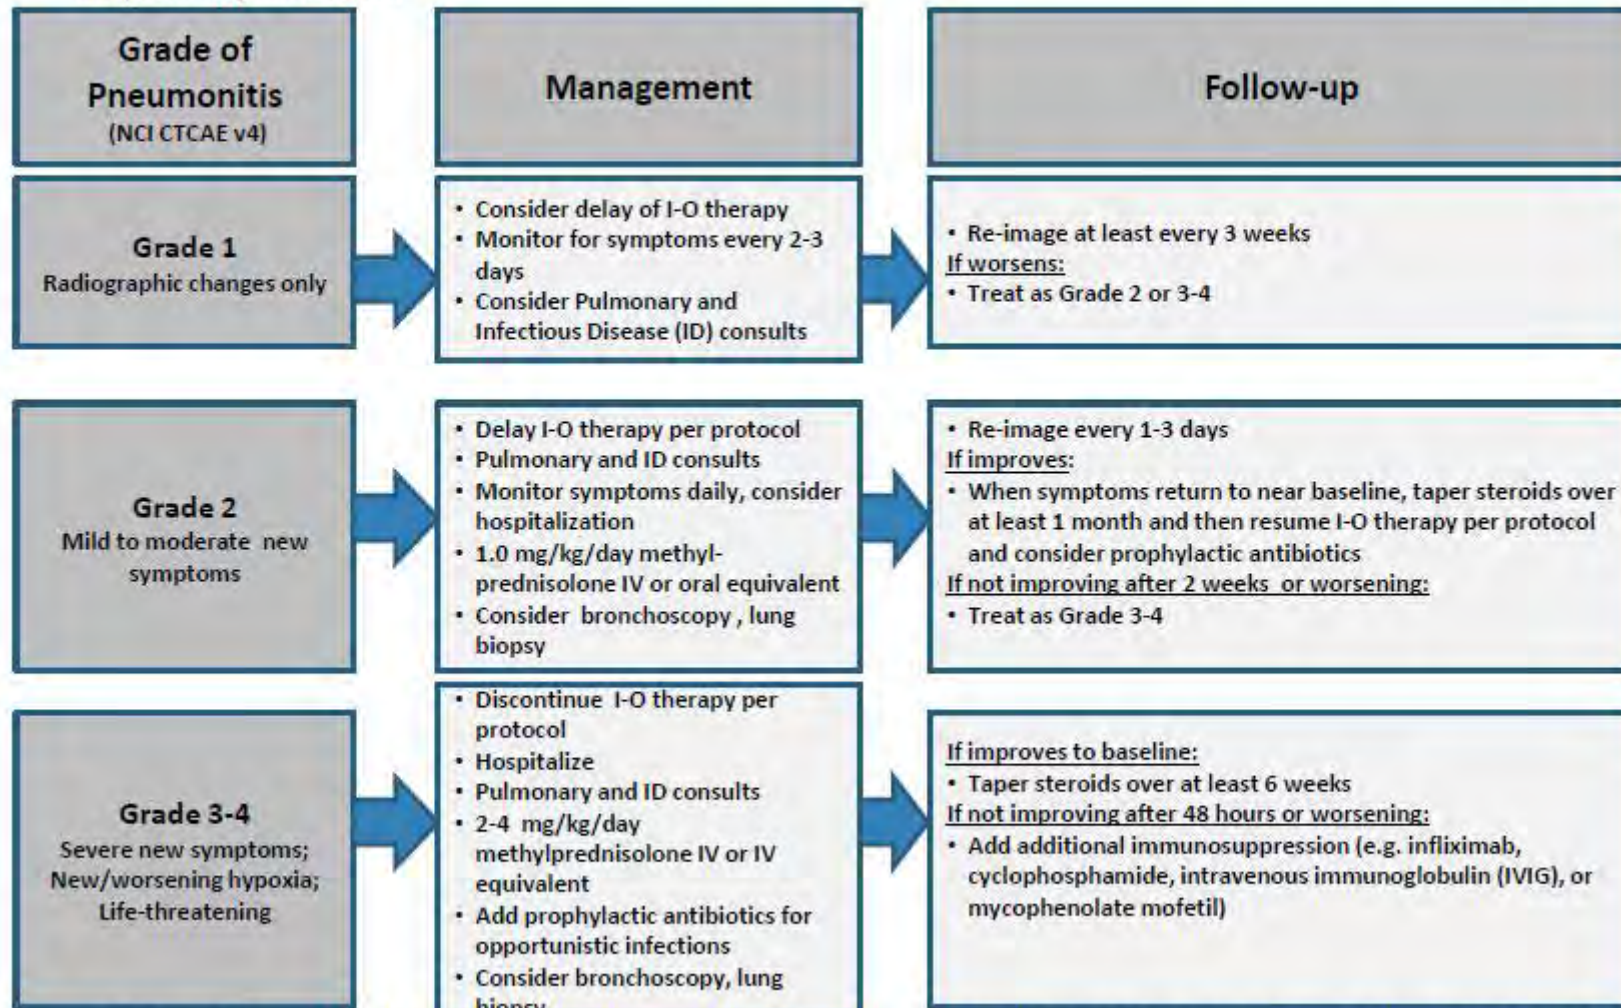 Grade of
Pneumonitis
(NCI CTCAE v4)
Management
Follow-up
Grade 1
Radiographic changes only
• Consider delay of I-O therapy
• Monitor for symptoms every 2-3
days
• Consider Pulmonary and
Infectious Disease (ID) consults
• Re-image at least every 3 weeks
If worsens:
• Treat as Grade 2 or 3-4
Grade 2
Mild to moderate new
symptoms
• Delay I-O therapy per protocol
• Pulmonary and ID consults
• Monitor symptoms daily, consider
hospitalization
• 1.0 mg/kg/day methyl-
prednisolone IV or oral equivalent
• Consider bronchoscopy , lung
biopsy
• Re-image every 1-3 days
If improves:
• When symptoms return to near baseline, taper steroids over
at least 1 month and then resume I-O therapy per protocol
and consider prophylactic antibiotics
If not improving after 2 weeks or worsening:
• Treat as Grade 3-4
Grade 3-4
Severe new symptoms;
New/worsening hypoxia;
Life-threatening
• Discontinue I-O therapy per
protocol
• Hospitalize
• Pulmonary and ID consults
• 2-4 mg/kg/day
methylprednisolone IV or IV
equivalent
• Add prophylactic antibiotics for
opportunistic infections
• Consider bronchoscopy, lung
biopsy
If improves to baseline:
• Taper steroids over at least 6 weeks
If not improving after 48 hours or worsening:
• Add additional immunosuppression (e.g. infliximab,
cyclophosphamide, intravenous immunoglobulin (IVIG), or
mycophenolate mofetil)